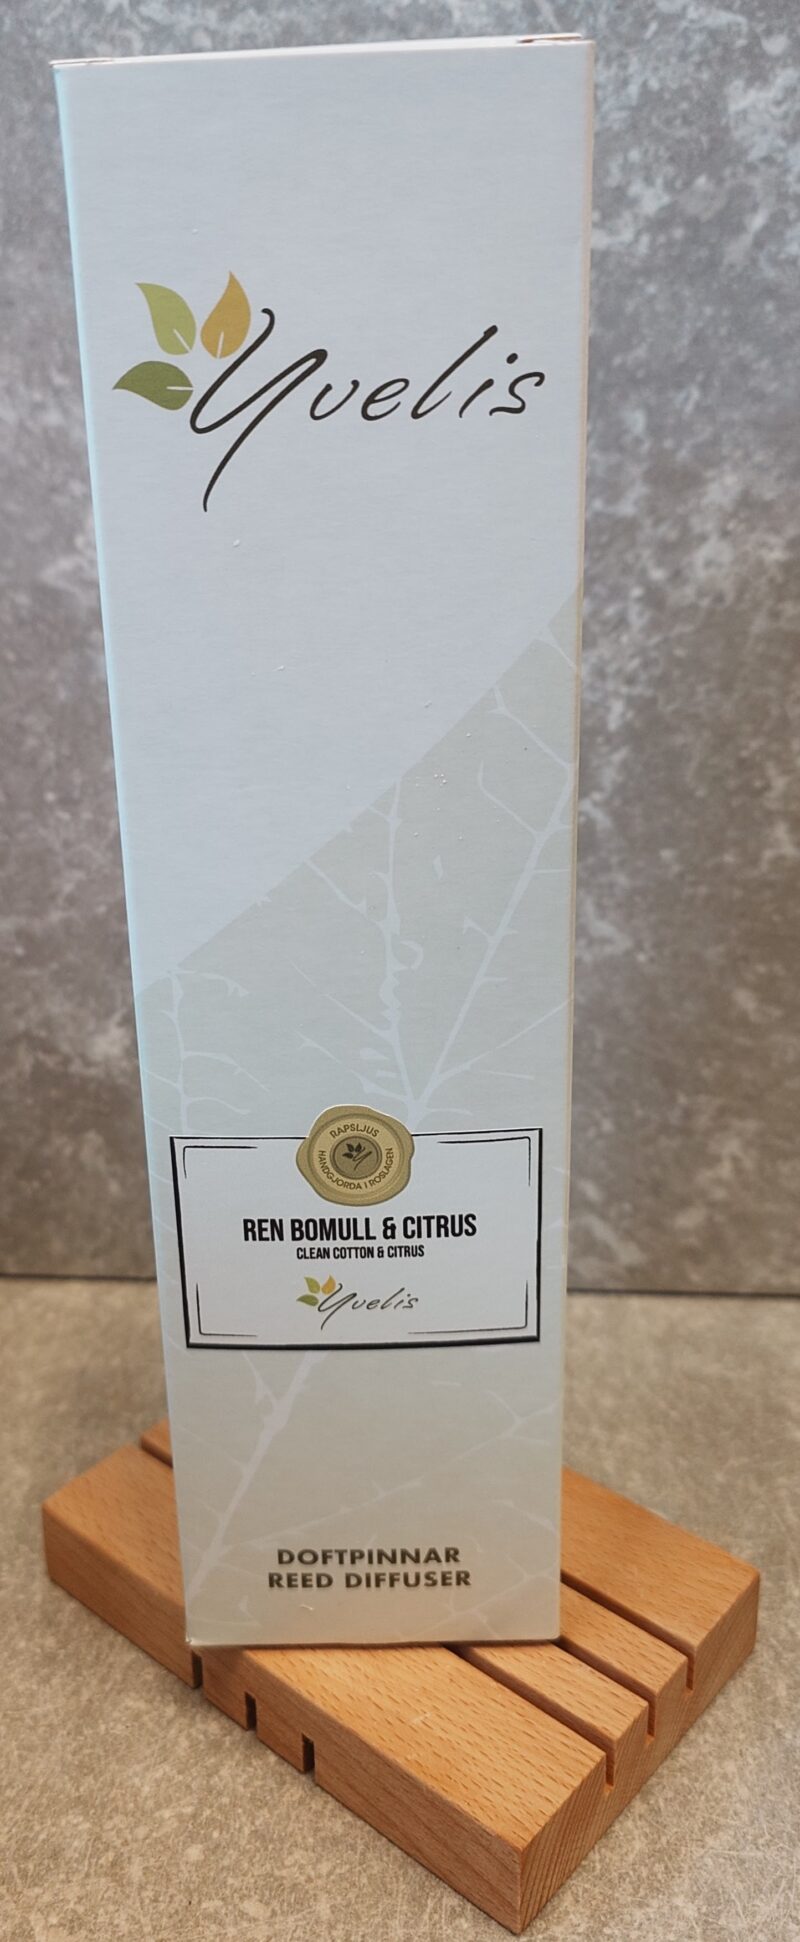 Yvelis
RAPSLJUS
HANDGJORDA I ROSLAGEN
REN BOMULL & CITRUS
CLEAN COTTON & CITRUS
Yvelis
DOFTPINNAR
REED DIFFUSER